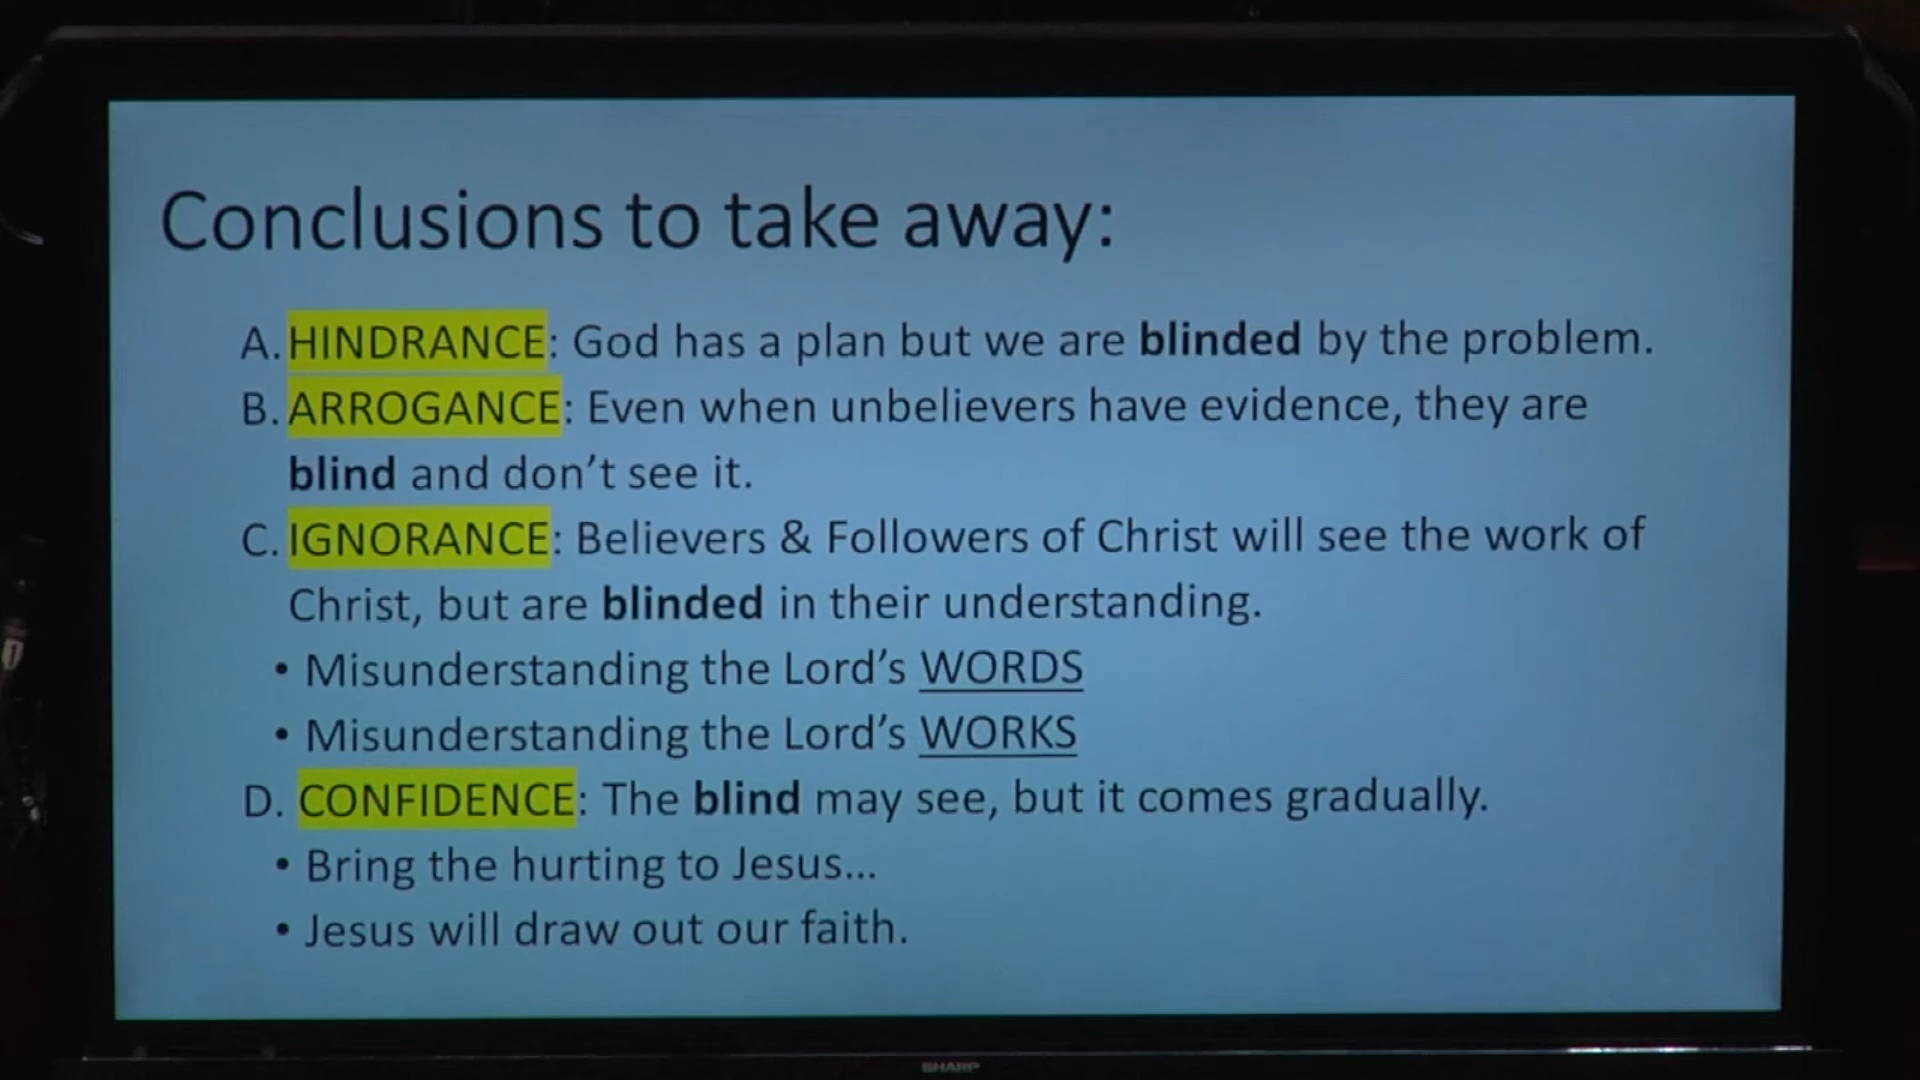 Conclusions to take away:
A. HINDRANCE: God has a plan but we are blinded by the problem.
B. ARROGANCE: Even when unbelievers have evidence, they are
blind and don't see it.
C. IGNORANCE: Believers & Followers of Christ will see the work of
Christ, but are blinded in their understanding.
• Misunderstanding the Lord's WORDS
• Misunderstanding the Lord's WORKS
D. CONFIDENCE: The blind may see, but it comes gradually.
• Bring the hurting to Jesus...
• Jesus will draw out our faith.
SHARP